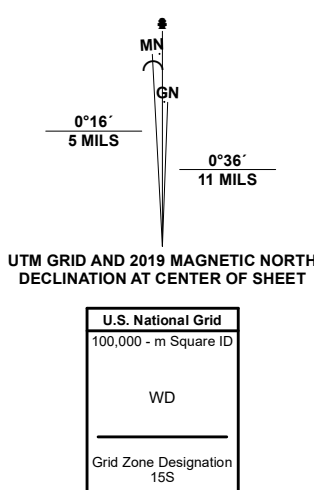 MN
GN
0°16´
5 MILS
0°36´
11 MILS
UTM GRID AND 2019 MAGNETIC NORTH
DECLINATION AT CENTER OF SHEET
U.S. National Grid
100,000 - m Square ID
WD
Grid Zone Designation
15S